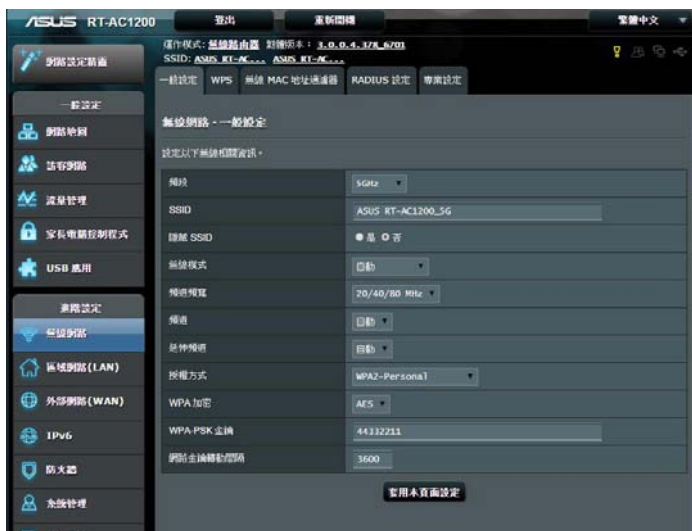 ASUS RT-AC1200 登出 重新開機 繁體中文
運作模式: 無線路由器 韌體版本: 3.0.0.4.378_6701
SSID: ASUS RT-AC... ASUS RT-AC...
網路設定精靈
一般設定
網路地圖
訪客網路
流量管理
家長電腦控制程式
USB 應用
進階設定
無線網路
區域網路(LAN)
外部網路(WAN)
IPv6
防火牆
系統管理
一般設定 WPS 無線 MAC 地址過濾器 RADIUS 設定 專業設定
無線網路 - 一般設定
設定以下無線相關資訊。
頻段 5GHz
SSID ASUS RT-AC1200_5G
隱藏 SSID 是 否
無線模式 自動
頻道頻寬 20/40/80 MHz
頻道 自動
延伸頻道 自動
授權方式 WPA2-Personal
WPA 加密 AES
WPA-PSK 金鑰 44332211
網路金鑰輪動間隔 3600
套用本頁面設定